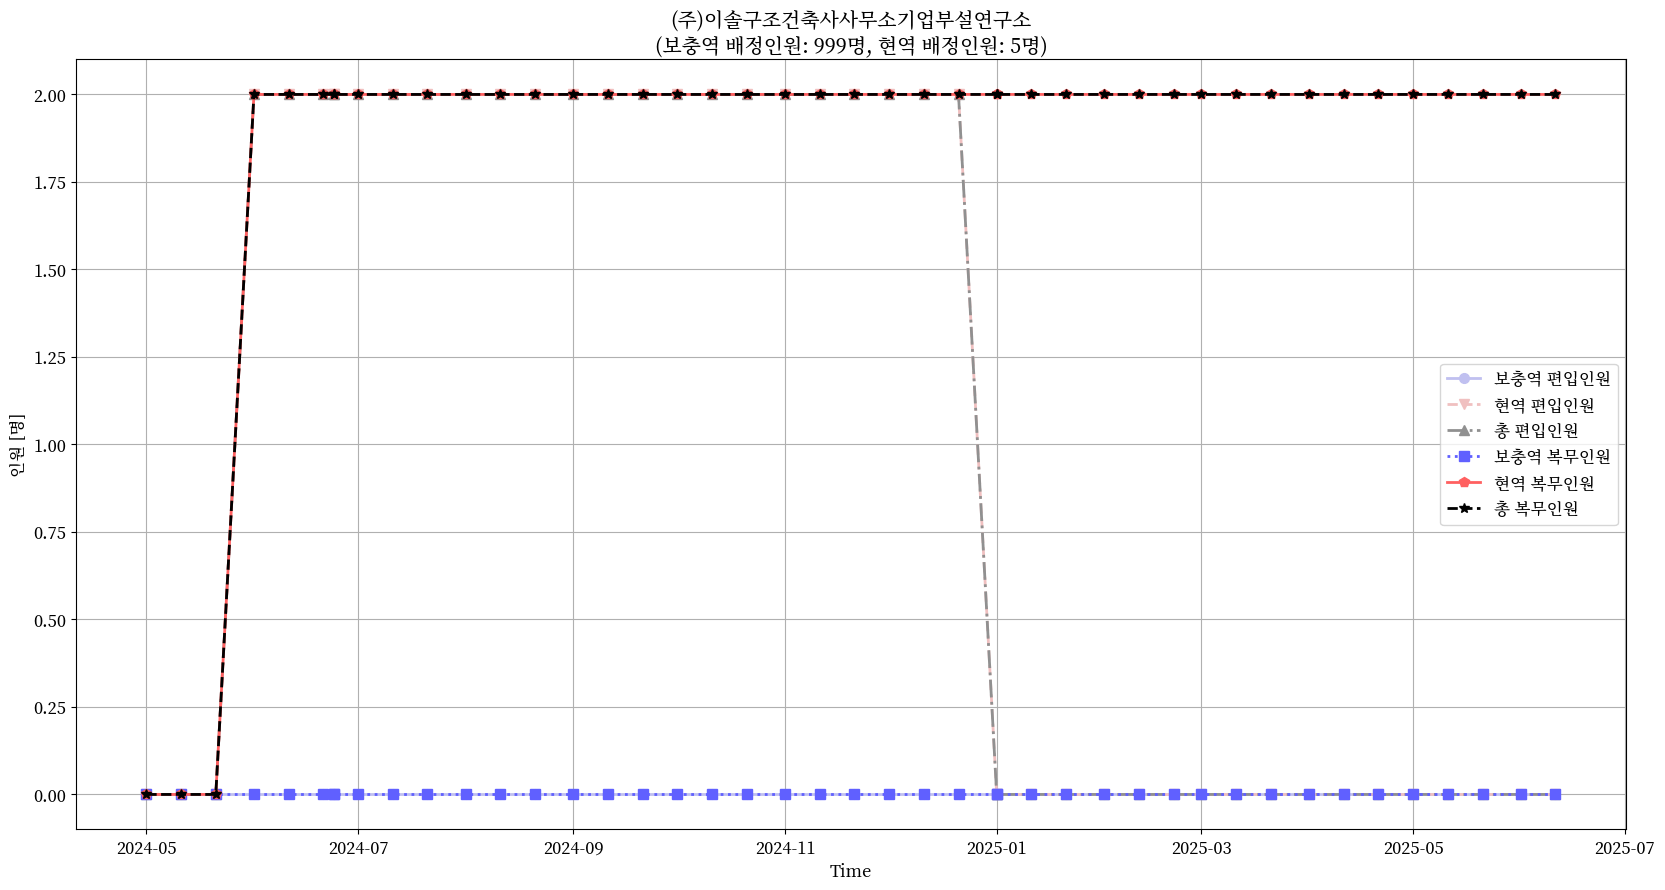 (주)이솔구조건축사사무소기업부설연구소
(보충역 배정인원: 999명, 현역 배정인원: 5명)
2.00
1.75
1.50
1.25
1.00
0.75
0.50
0.25
0.00
인원 [명]
보충역 편입인원
현역 편입인원
총 편입인원
보충역 복무인원
현역 복무인원
총 복무인원
2024-05
2024-07
2024-09
2024-11
2025-01
2025-03
2025-05
2025-07
Time